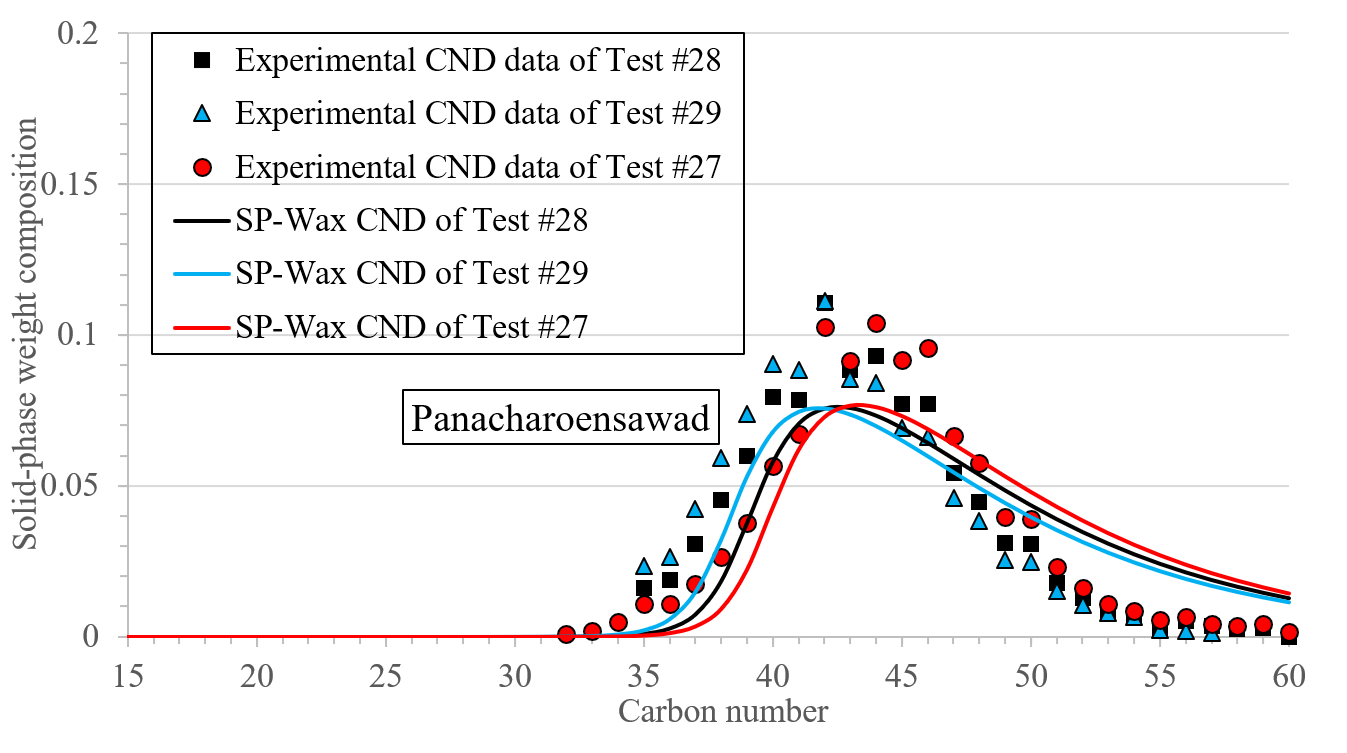 0.2
0.15
0.1
0.05
0
Solid-phase weight composition
Experimental CND data of Test #28
Experimental CND data of Test #29
Experimental CND data of Test #27
SP-Wax CND of Test #28
SP-Wax CND of Test #29
SP-Wax CND of Test #27
Panacharoensawad
15 20 25 30 35 40 45 50 55 60
Carbon number